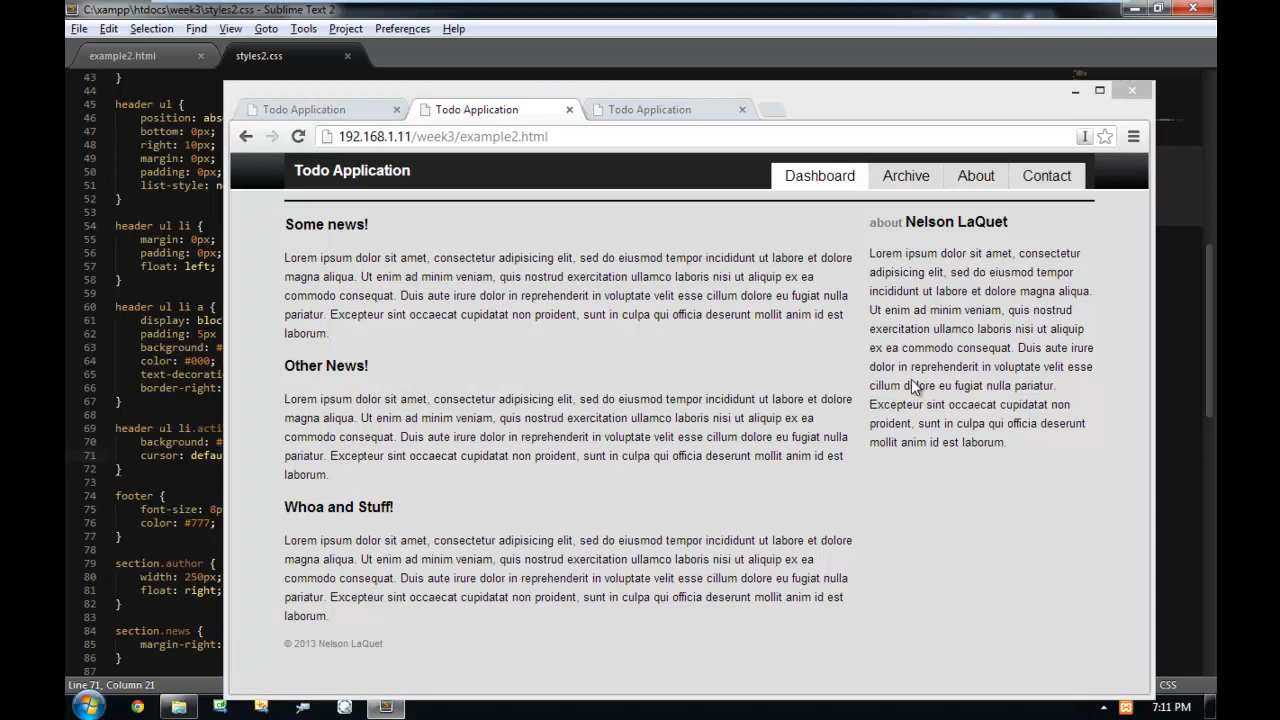 C:\xampp\htdocs\week3\styles2.css - Sublime Text 2
File Edit Selection Find View Goto Tools Project Preferences Help
example2.html
styles2.css
43 }
44
45 header ul {
46 position: abs
47 bottom: 0px;
48 right: 10px;
49 margin: 0px;
50 padding: 0px;
51 list-style: n
52 }
53
54 header ul li {
55 margin: 0px;
56 padding: 0px;
57 float: left;
58 }
59
60 header ul li a {
61 display: bloc
62 padding: 5px
63 background: #
64 color: #000;
65 text-decorati
66 border-right:
67 }
68
69 header ul li.acti
70 background: #
71 cursor: defau
72 }
73
74 footer {
75 font-size: 8p
76 color: #777;
77 }
78
79 section.author {
80 width: 250px;
81 float: right;
82 }
83
84 section.news {
85 margin-right:
86 }
87
Todo Application
Todo Application
Todo Application
192.168.1.11/week3/example2.html
Todo Application
Dashboard Archive About Contact
Some news!
Lorem ipsum dolor sit amet, consectetur adipisicing elit, sed do eiusmod tempor incididunt ut labore et dolore
magna aliqua. Ut enim ad minim veniam, quis nostrud exercitation ullamco laboris nisi ut aliquip ex ea
commodo consequat. Duis aute irure dolor in reprehenderit in voluptate velit esse cillum dolore eu fugiat nulla
pariatur. Excepteur sint occaecat cupidatat non proident, sunt in culpa qui officia deserunt mollit anim id est
laborum.
Other News!
Lorem ipsum dolor sit amet, consectetur adipisicing elit, sed do eiusmod tempor incididunt ut labore et dolore
magna aliqua. Ut enim ad minim veniam, quis nostrud exercitation ullamco laboris nisi ut aliquip ex ea
commodo consequat. Duis aute irure dolor in reprehenderit in voluptate velit esse cillum dolore eu fugiat nulla
pariatur. Excepteur sint occaecat cupidatat non proident, sunt in culpa qui officia deserunt mollit anim id est
laborum.
Whoa and Stuff!
Lorem ipsum dolor sit amet, consectetur adipisicing elit, sed do eiusmod tempor incididunt ut labore et dolore
magna aliqua. Ut enim ad minim veniam, quis nostrud exercitation ullamco laboris nisi ut aliquip ex ea
commodo consequat. Duis aute irure dolor in reprehenderit in voluptate velit esse cillum dolore eu fugiat nulla
pariatur. Excepteur sint occaecat cupidatat non proident, sunt in culpa qui officia deserunt mollit anim id est
laborum.
© 2013 Nelson LaQuet
about Nelson LaQuet
Lorem ipsum dolor sit amet, consectetur
adipisicing elit, sed do eiusmod tempor
incididunt ut labore et dolore magna aliqua.
Ut enim ad minim veniam, quis nostrud
exercitation ullamco laboris nisi ut aliquip
ex ea commodo consequat. Duis aute irure
dolor in reprehenderit in voluptate velit esse
cillum dolore eu fugiat nulla pariatur.
Excepteur sint occaecat cupidatat non
proident, sunt in culpa qui officia deserunt
mollit anim id est laborum.
Line 71, Column 21
CSS
7:11 PM